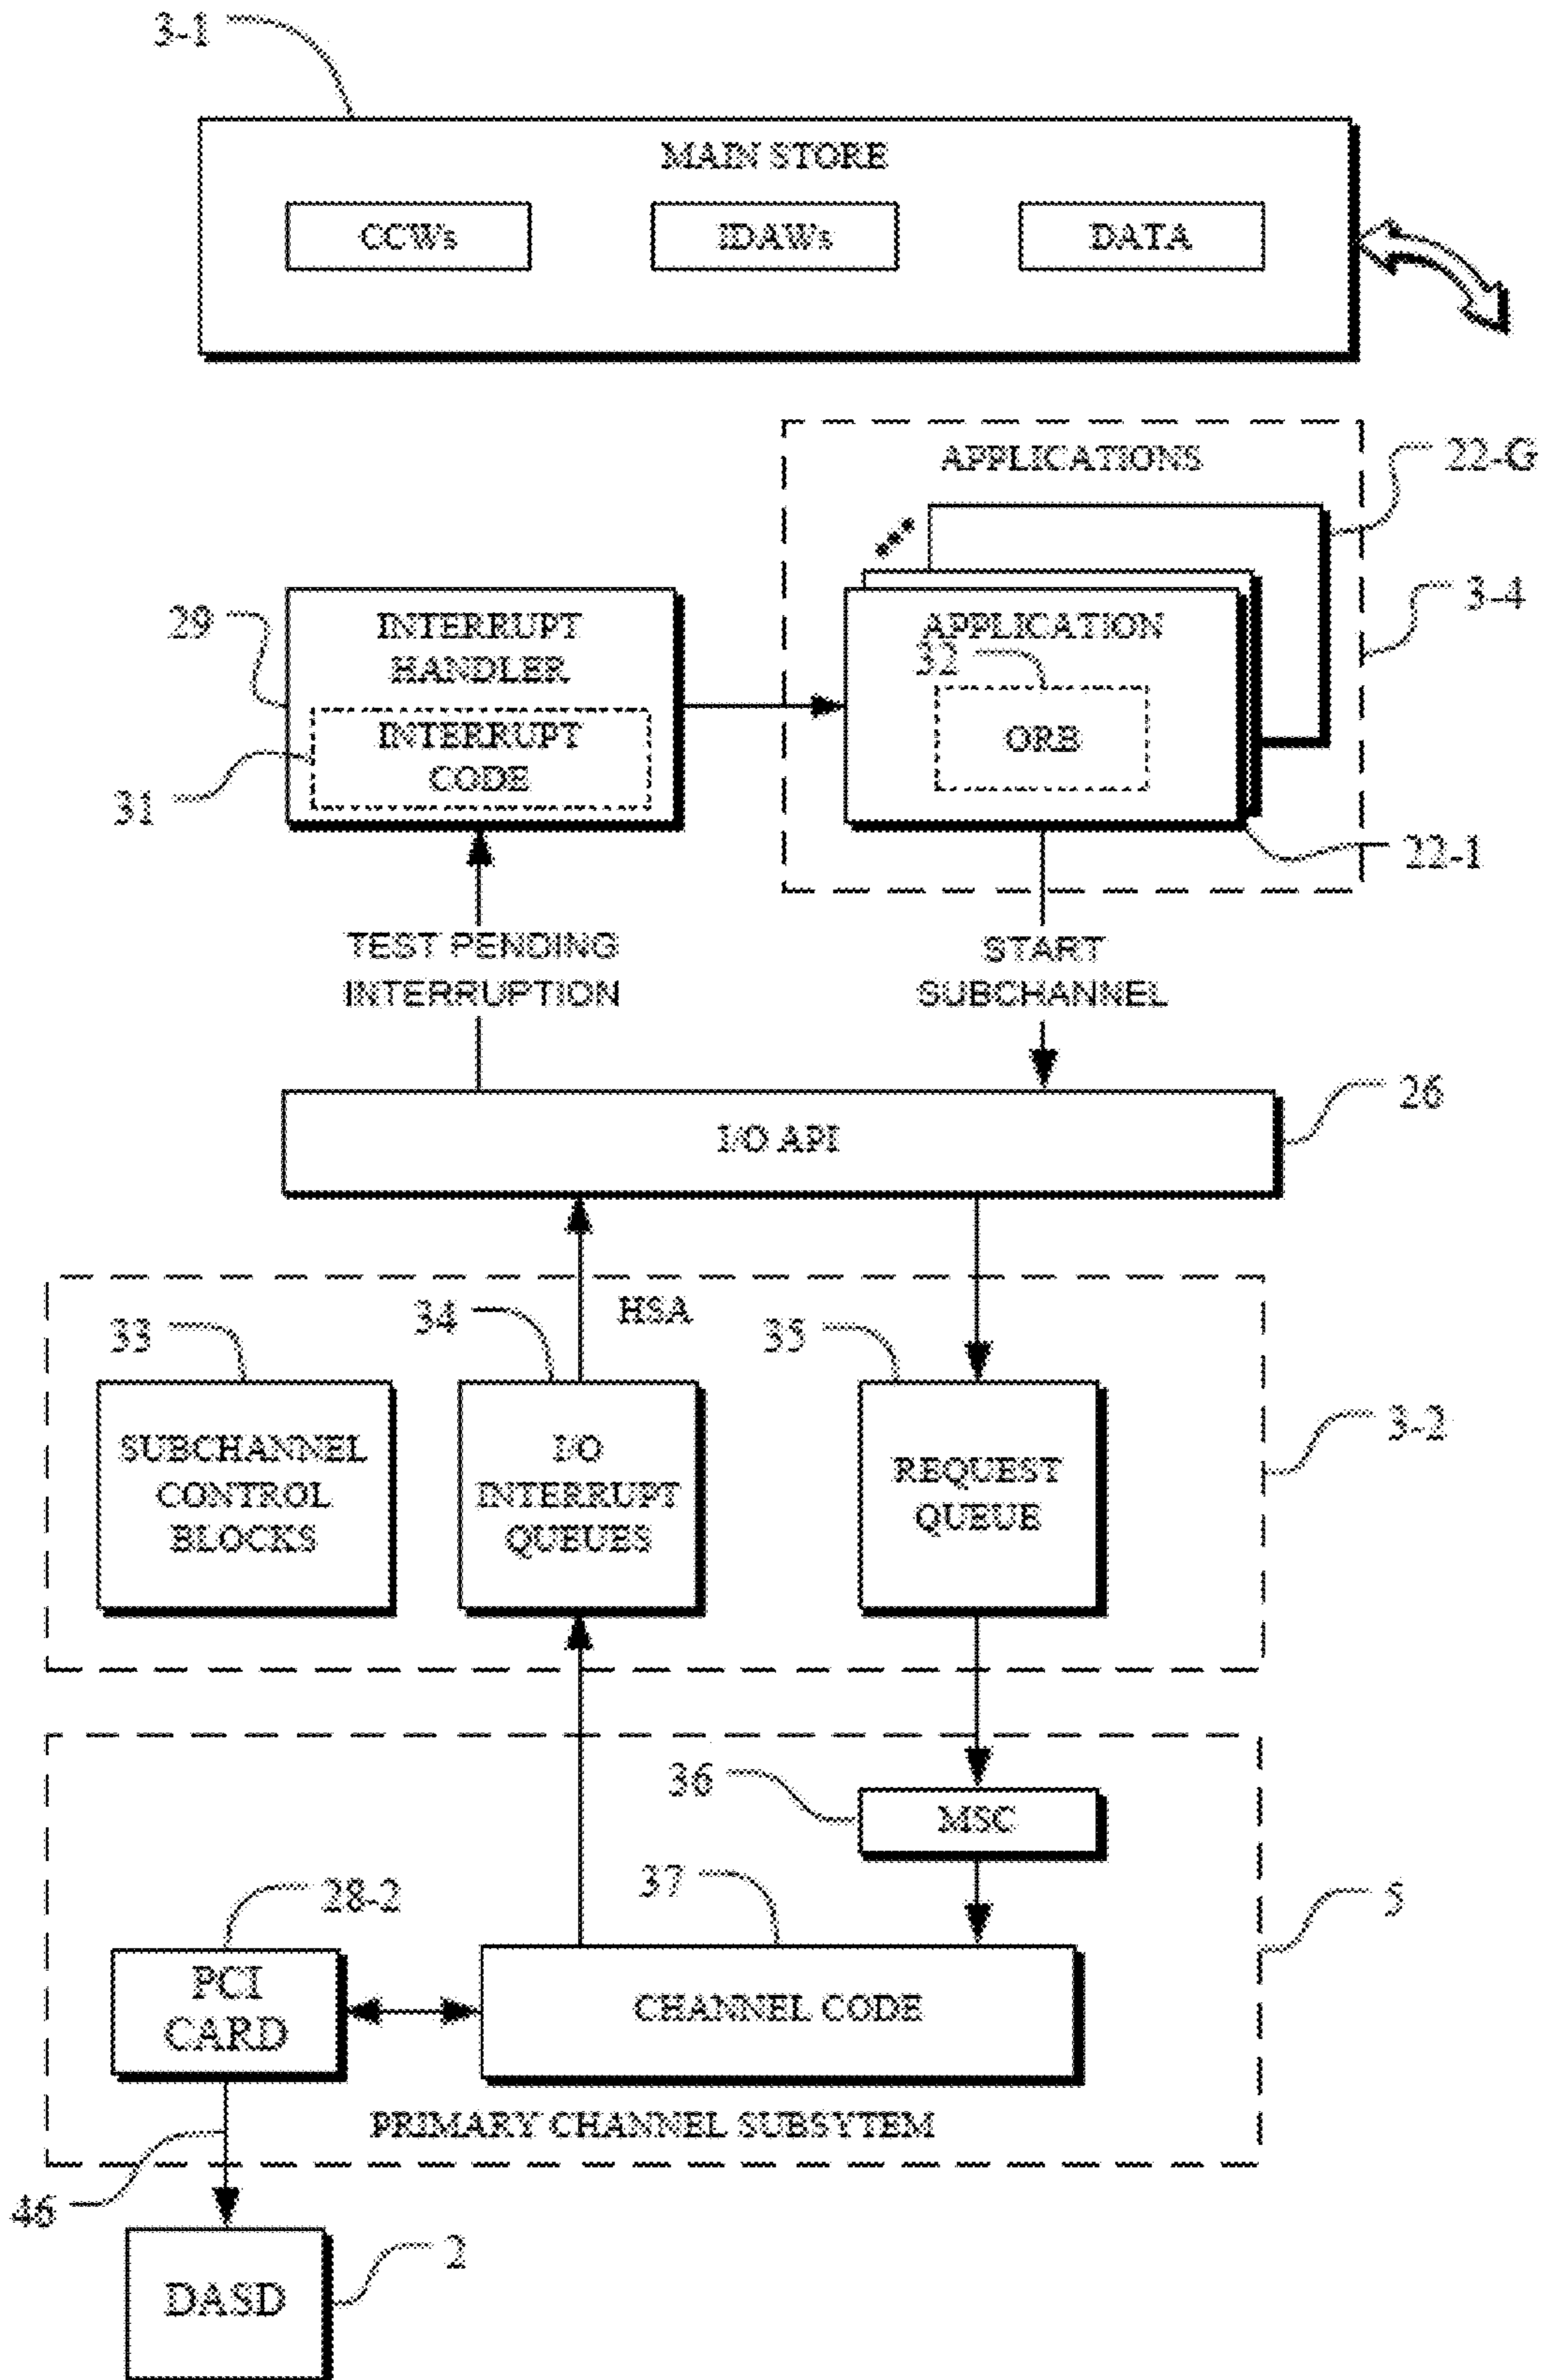 3-1
MAIN STORE
CCWs
IDAWs
DATA
APPLICATIONS
22-G
3-4
29
INTERRUPT
HANDLER
APPLICATION
32
31
INTERRUPT
CODE
ORB
22-1
TEST PENDING
INTERRUPTION
START
SUBCHANNEL
26
I/O API
HSA
33
34
35
SUBCHANNEL
CONTROL
BLOCKS
I/O
INTERRUPT
QUEUES
REQUEST
QUEUE
3-2
36
MSC
28-2
37
5
PCI
CARD
CHANNEL CODE
PRIMARY CHANNEL SUBSYTEM
46
2
DASD